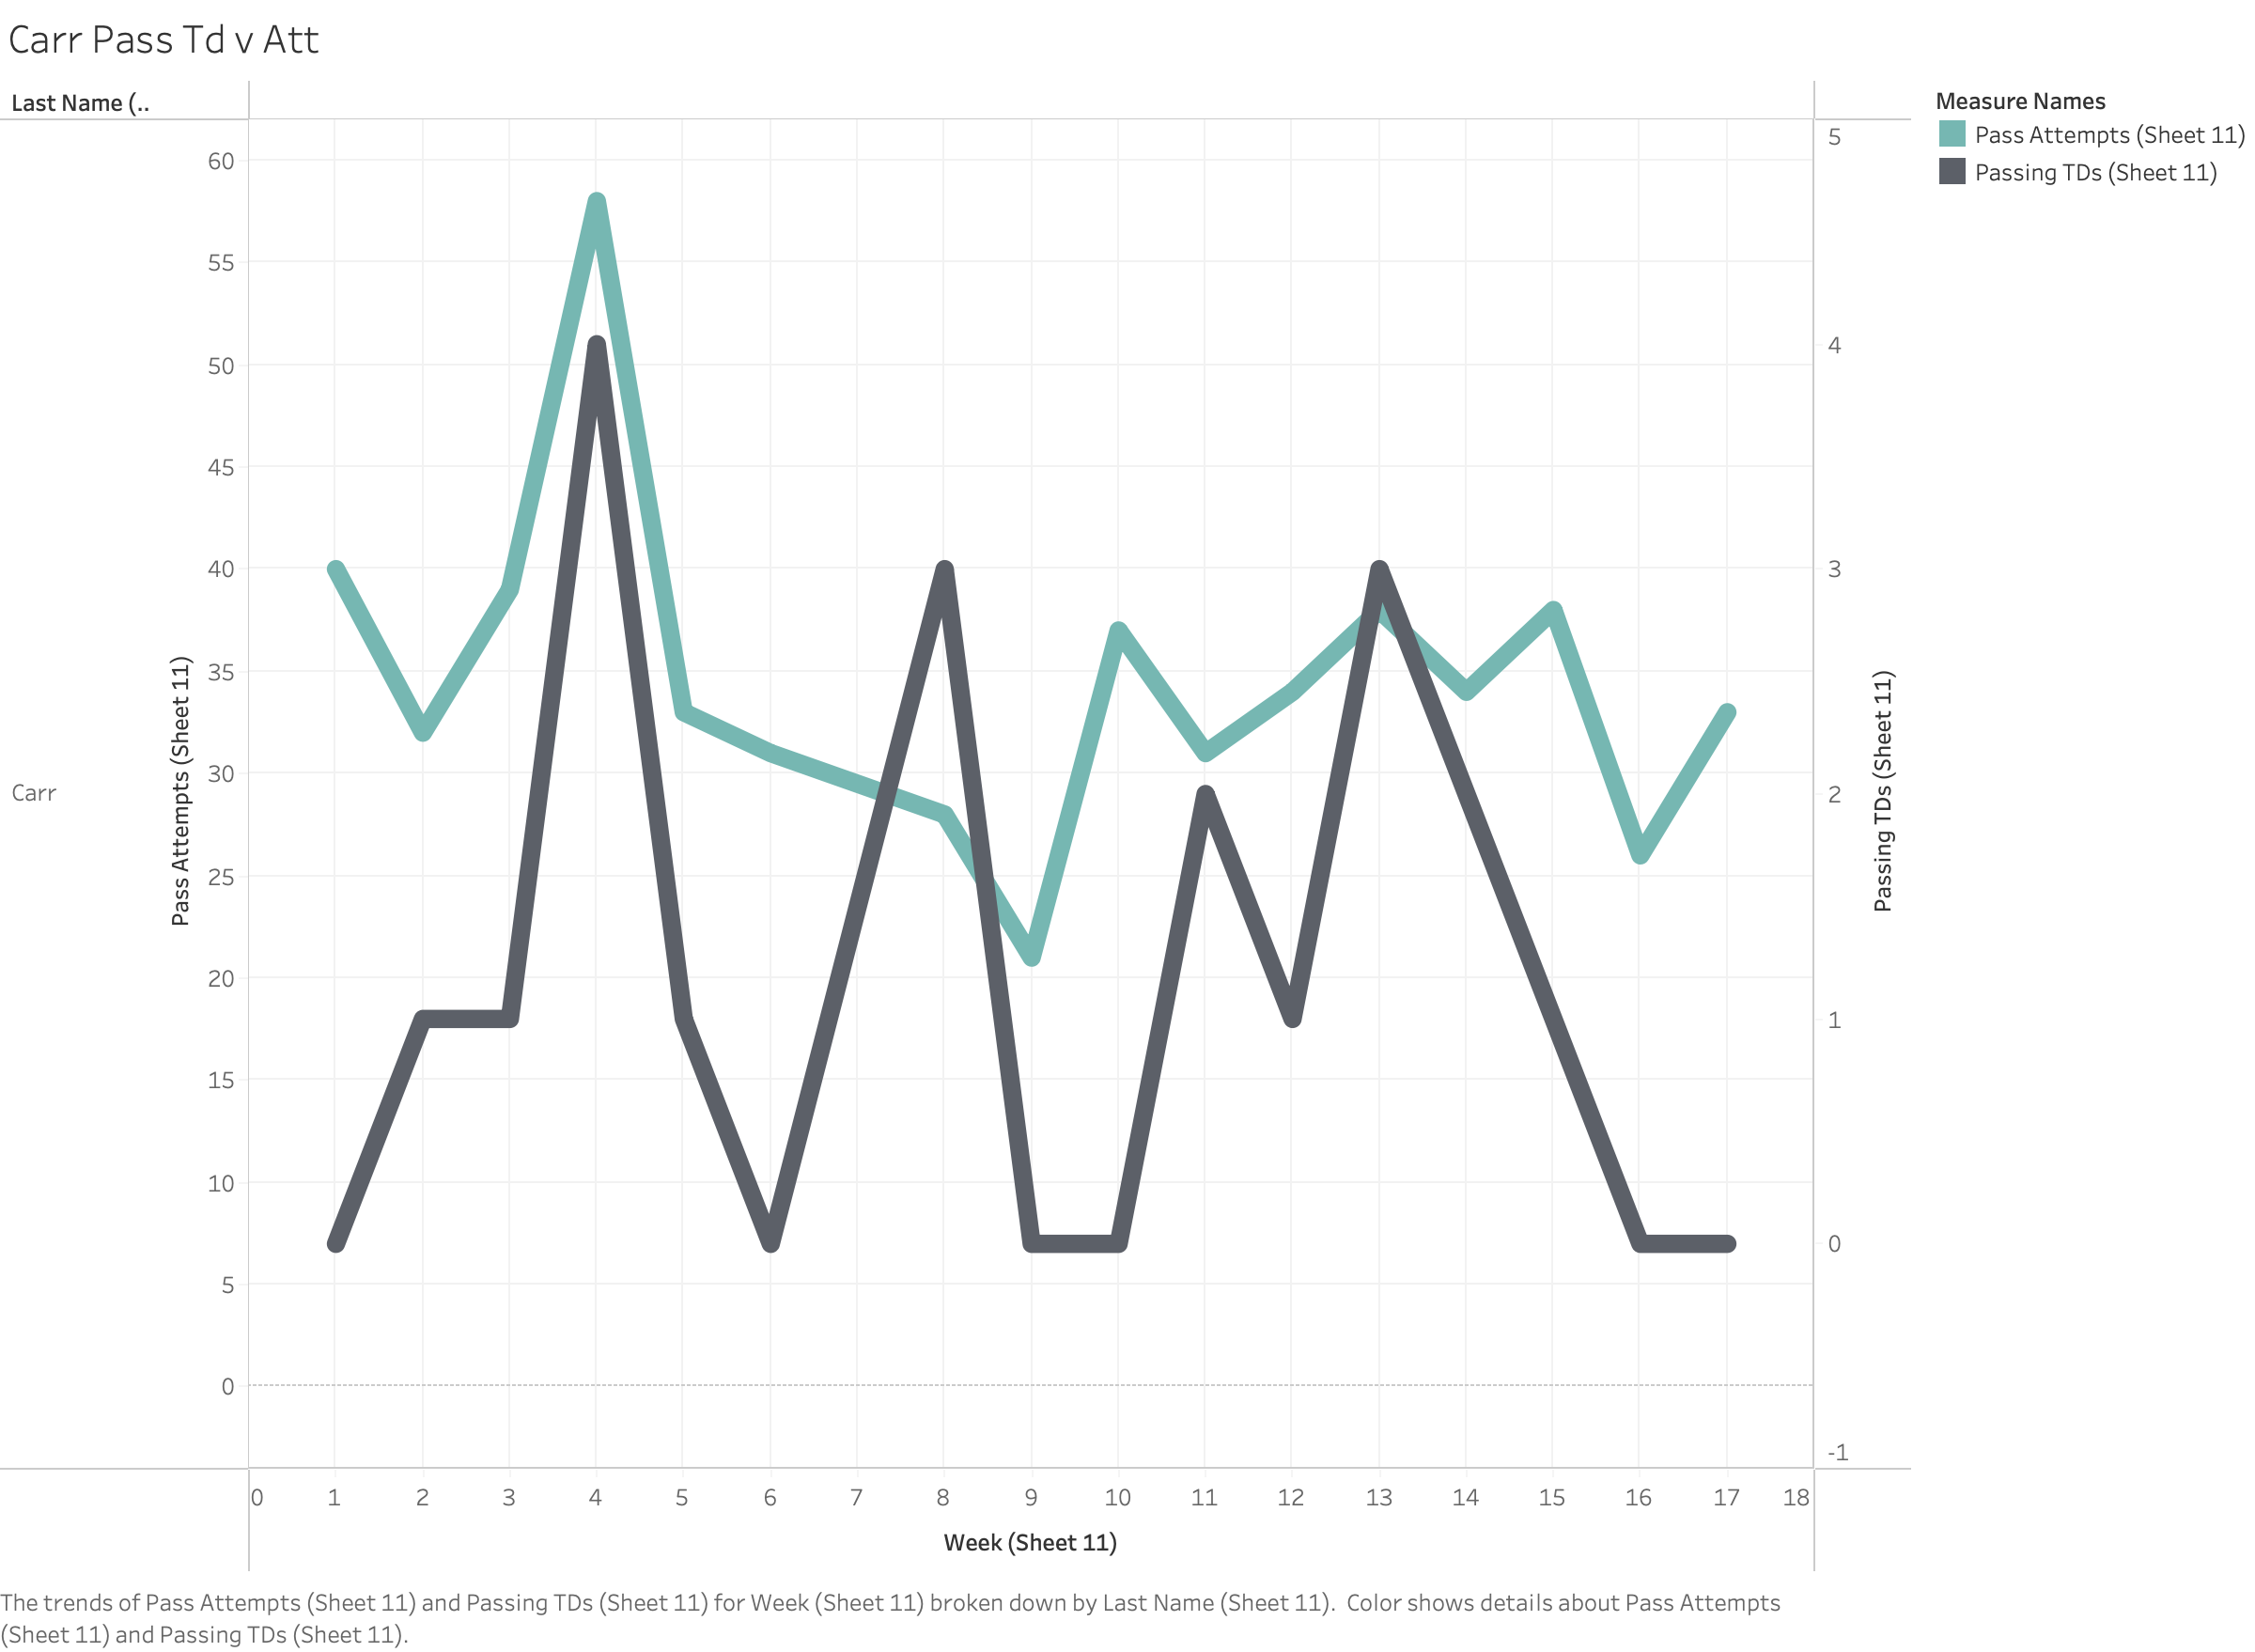 Carr Pass Td v Att
Last Name (..
Measure Names
Pass Attempts (Sheet 11)
Passing TDs (Sheet 11)
Carr
Pass Attempts (Sheet 11)
60
55
50
45
40
35
30
25
20
15
10
5
0
5
4
3
2
1
0
-1
Passing TDs (Sheet 11)
0 1 2 3 4 5 6 7 8 9 10 11 12 13 14 15 16 17 18
Week (Sheet 11)
The trends of Pass Attempts (Sheet 11) and Passing TDs (Sheet 11) for Week (Sheet 11) broken down by Last Name (Sheet 11).  Color shows details about Pass Attempts
(Sheet 11) and Passing TDs (Sheet 11).